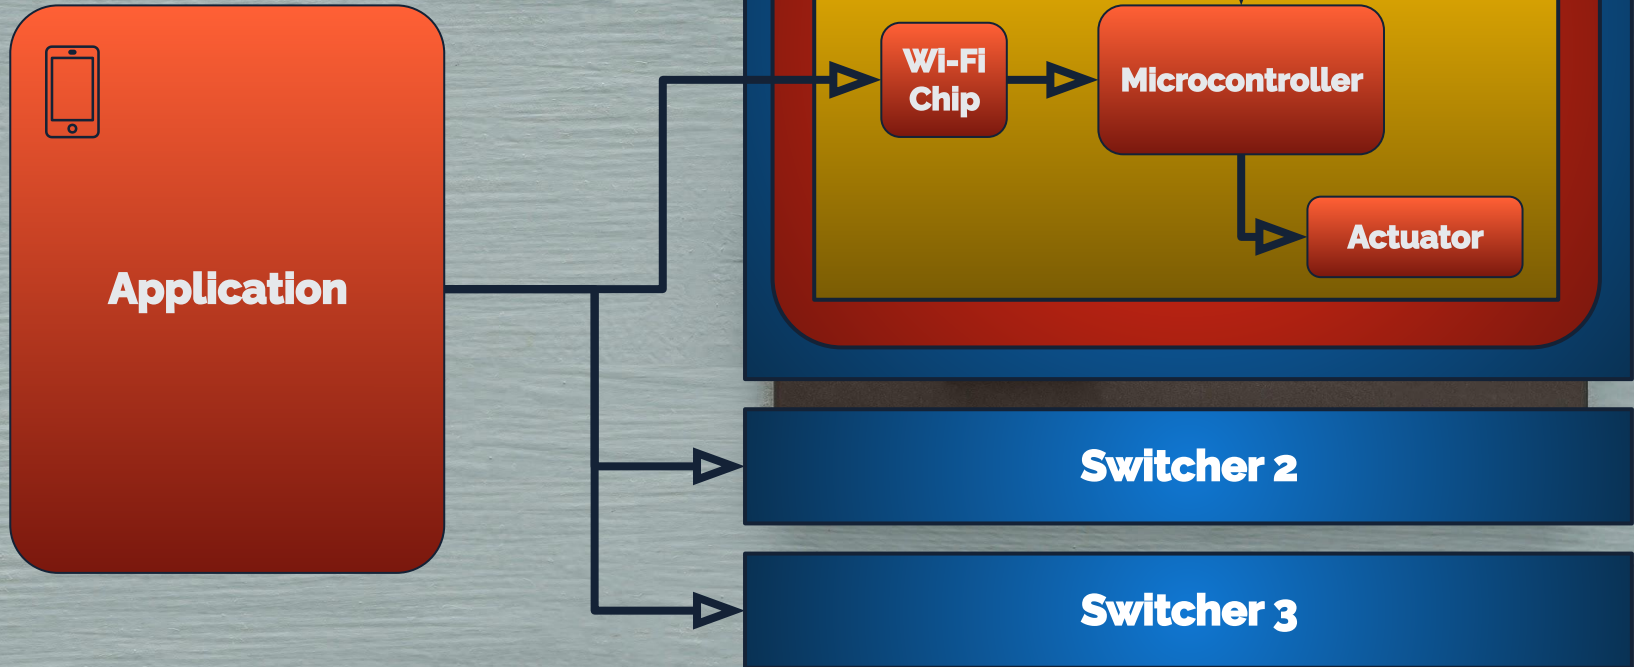 Wi-Fi
Chip
Microcontroller
Actuator
Application
Switcher 2
Switcher 3